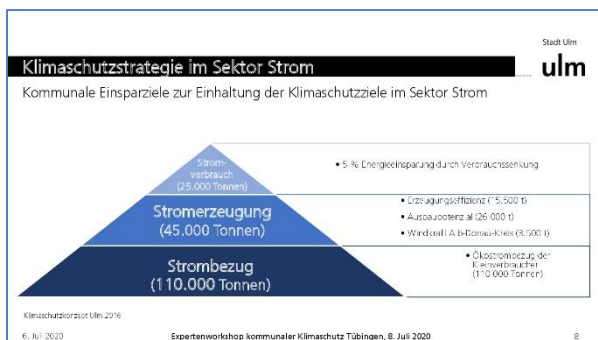 Stadt Ulm
ulm
Klimaschutzstrategie im Sektor Strom
Kommunale Einsparziele zur Einhaltung der Klimaschutzziele im Sektor Strom
Strom-
verbrauch
(25.000 Tonnen)
• 5 % Energieeinsparung durch Verbrauchssenkung
Stromerzeugung
(45.000 Tonnen)
• Erzeugungseffizienz (15.500 t)
• Ausbaupotenzial (26.000 t)
• Windkraft Alb-Donau-Kreis (3.500 t)
Strombezug
(110.000 Tonnen)
• Ökostrombezug der
Kleinverbraucher
(110.000 Tonnen)
Klimaschutzkonzept Ulm 2016
6. Juli 2020
Expertenworkshop kommunaler Klimaschutz Tübingen, 8. Juli 2020
8